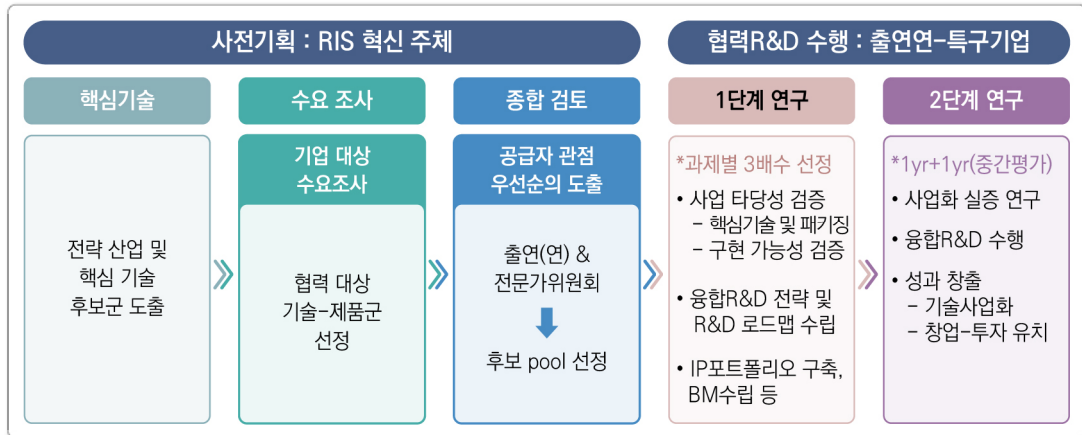 사전기획 : RIS 혁신 주체
협력R&D 수행 : 출연연-특구기업
핵심기술
전략 산업 및
핵심 기술
후보군 도출
수요 조사
기업 대상
수요조사
협력 대상
기술-제품군
선정
종합 검토
공급자 관점
우선순의 도출
출연(연) &
전문가위원회
후보 pool 선정
1단계 연구
*과제별 3배수 선정
• 사업 타당성 검증
- 핵심기술 및 패키징
- 구현 가능성 검증
• 융합R&D 전략 및
R&D 로드맵 수립
• IP포트폴리오 구축,
BM수립 등
2단계 연구
*1yr+1yr(중간평가)
• 사업화 실증 연구
• 융합R&D 수행
• 성과 창출
- 기술사업화
- 창업-투자 유치